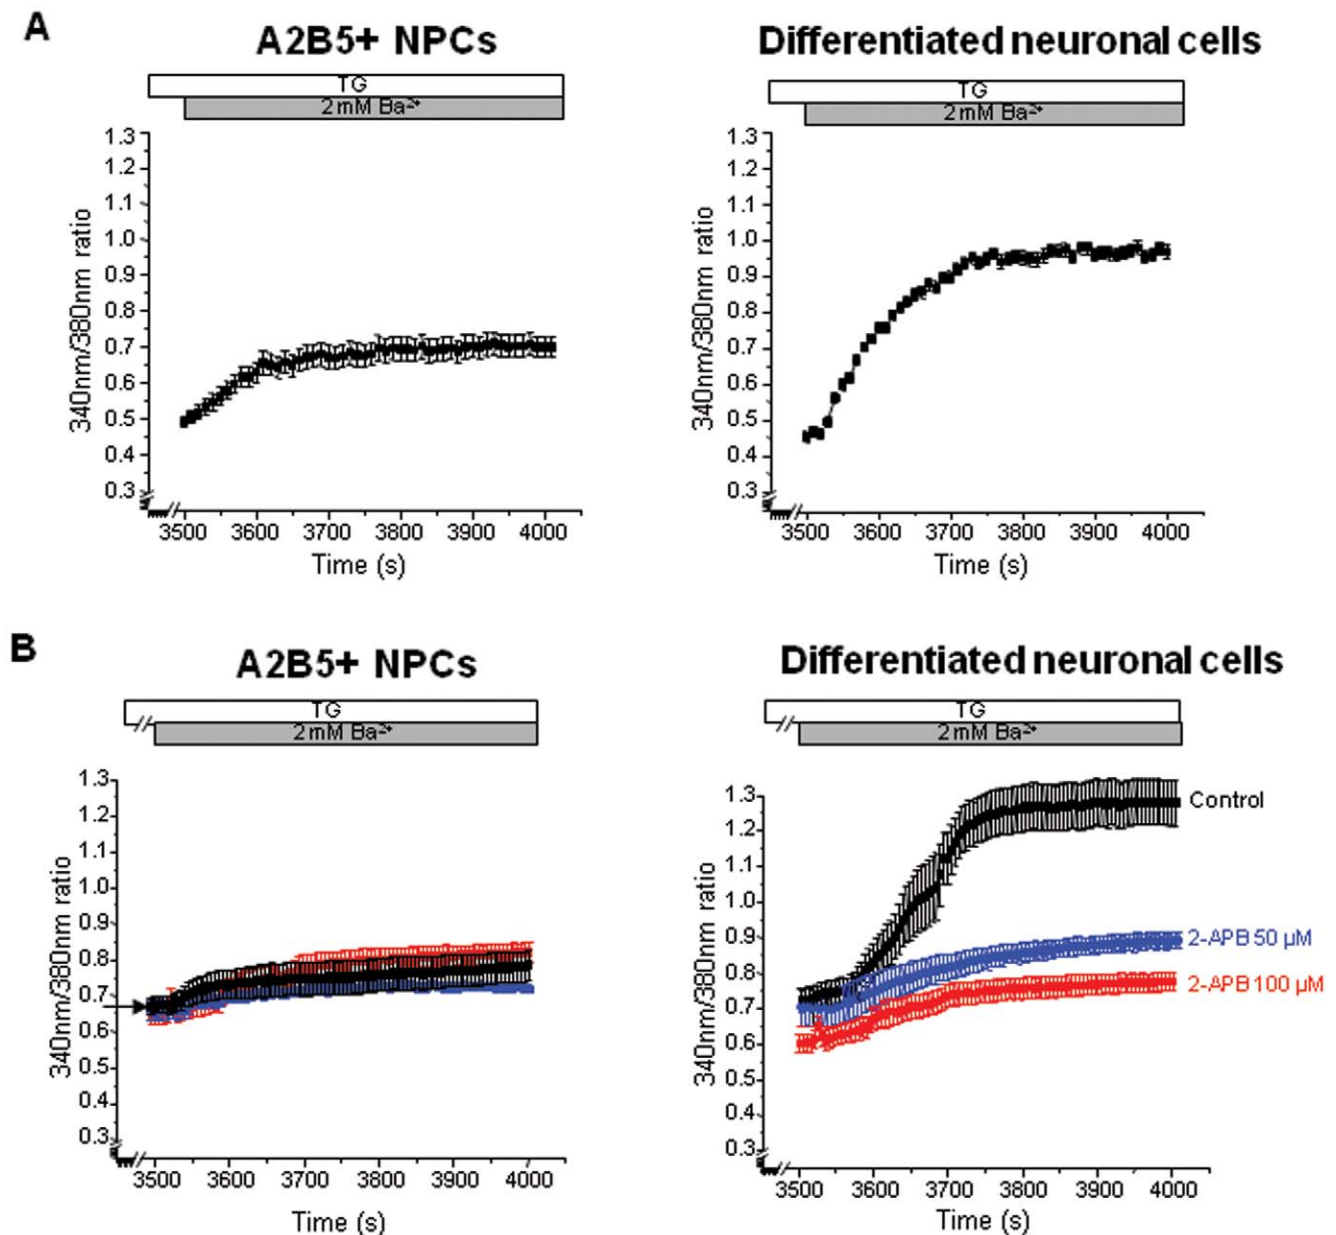 A
A2B5+ NPCs
TG
2 mM Ba2+
1.3
1.2
1.1
1.0
0.9
0.8
0.7
0.6
0.5
0.4
0.3
340nm/380nm ratio
3500 3600 3700 3800 3900 4000
Time (s)
Differentiated neuronal cells
TG
2 mM Ba2+
1.3
1.2
1.1
1.0
0.9
0.8
0.7
0.6
0.5
0.4
0.3
340nm/380nm ratio
3500 3600 3700 3800 3900 4000
Time (s)
B
A2B5+ NPCs
TG
2 mM Ba2+
1.3
1.2
1.1
1.0
0.9
0.8
0.7
0.6
0.5
0.4
0.3
340nm/380nm ratio
3500 3600 3700 3800 3900 4000
Time (s)
Differentiated neuronal cells
TG
2 mM Ba2+
1.3
1.2
1.1
1.0
0.9
0.8
0.7
0.6
0.5
0.4
0.3
340nm/380nm ratio
Control
2-APB 50 µM
2-APB 100 µM
3500 3600 3700 3800 3900 4000
Time (s)